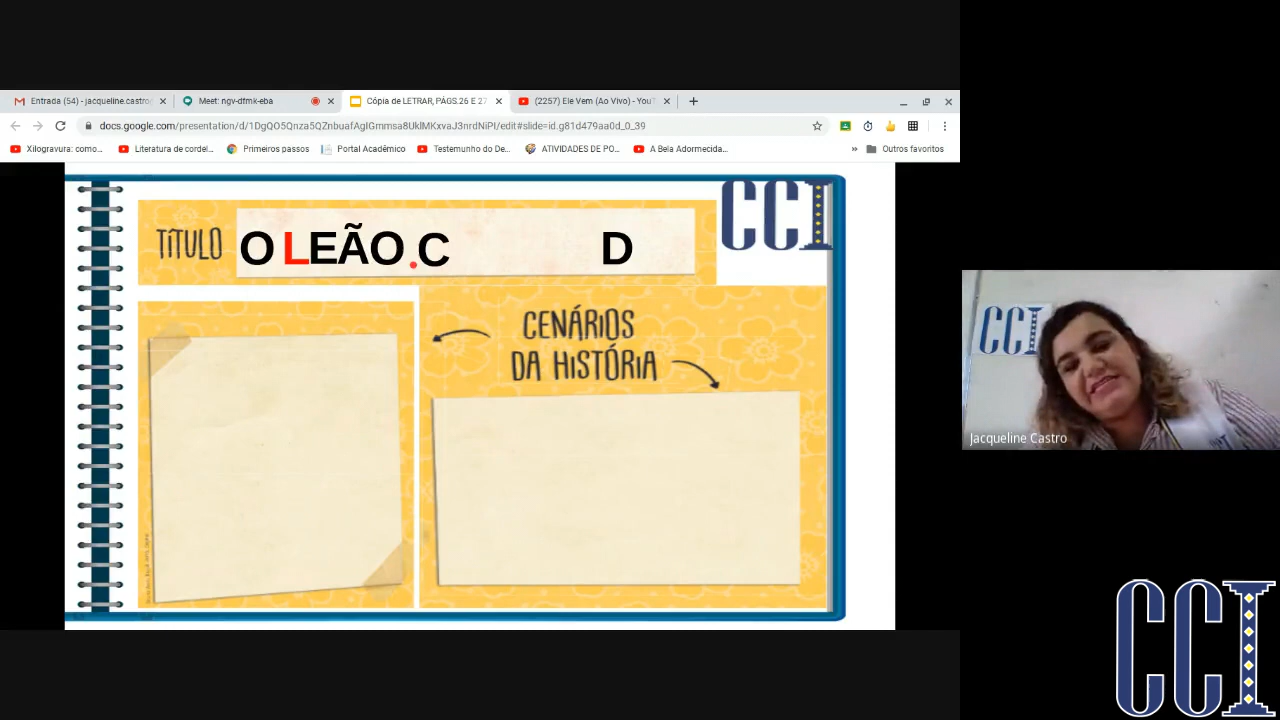 Entrada (54) - jacqueline.castro
Meet: ngv-dfmk-eba
Cópia de LETRAR, PÁGS.26 E 27
(2257) Ele Vem (Ao Vivo) - YouT
docs.google.com/presentation/d/1DgQO5Qnza5QZnbuafAgIGmmsa8UklMKxvaJ3nrdNiPI/edit#slide=id.g81d479aa0d_0_39
Xilogravura: como...
Literatura de cordel...
Primeiros passos
Portal Acadêmico
Testemunho do De...
ATIVIDADES DE PO...
A Bela Adormecida...
»
Outros favoritos
CCI
TÍTULO
O LEÃO.C D
CENÁRIOS
DA HISTÓRIA
CCI
Jacqueline Castro
CCI